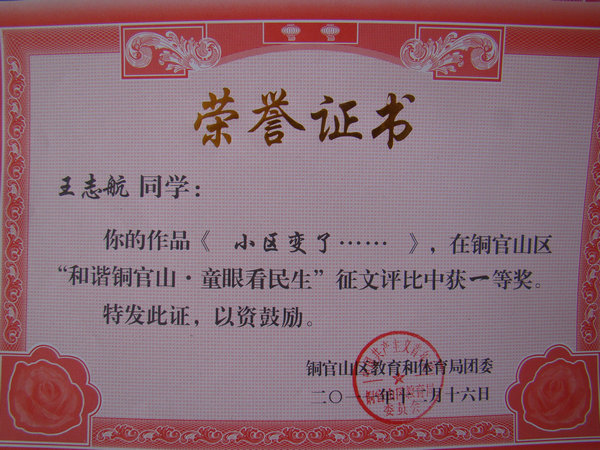 荣誉证书
王志航 同学：
你的作品《 小区变了…… 》，在铜官山区
“和谐铜官山·童眼看民生”征文评比中获一等奖。
特发此证，以资鼓励。
铜官山区教育和体育局团委
二〇一 年十二月十六日
委员会